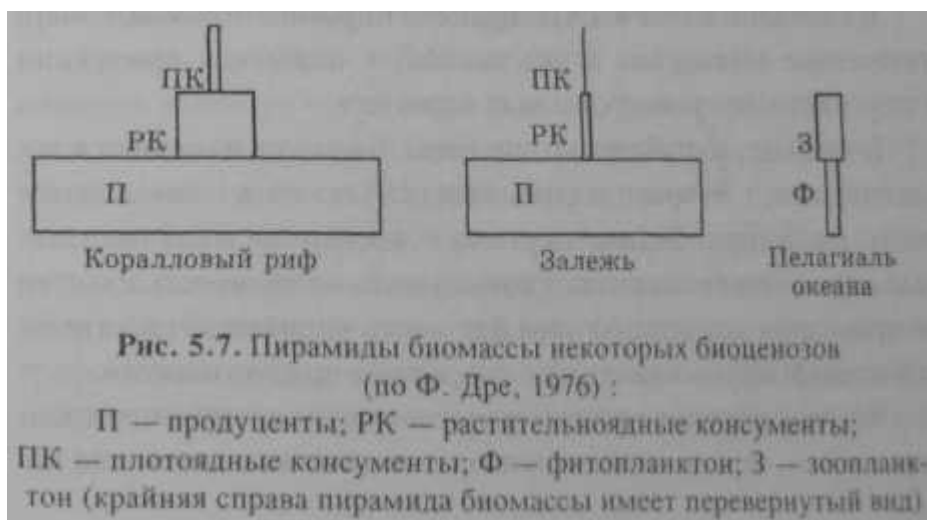 ПК
РК
П
Коралловый риф
ПК
РК
П
Залежь
З
Ф
Пелагиаль
океана
Рис. 5.7. Пирамиды биомассы некоторых биоценозов
(по Ф. Дре, 1976) :
П — продуценты; РК — растительноядные консументы;
ПК — плотоядные консументы; Ф — фитопланктон; З — зоопланк-
тон (крайняя справа пирамида биомассы имеет перевернутый вид)